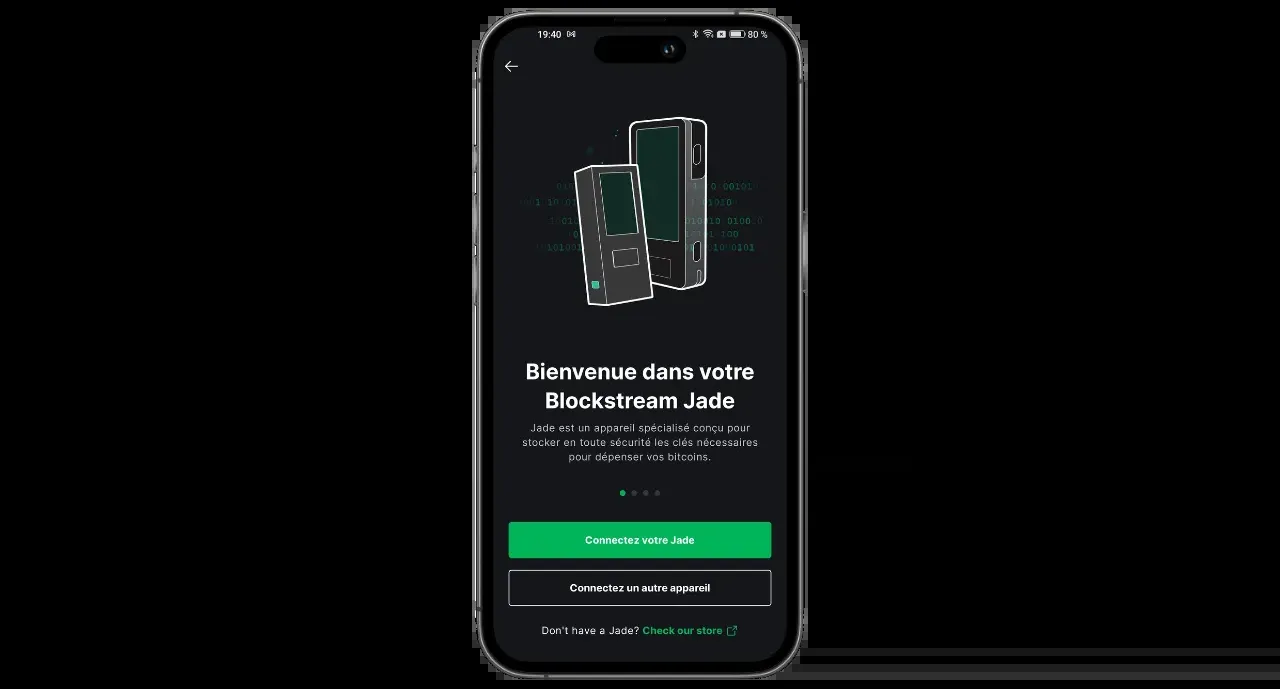 19:40
80 %
Bienvenue dans votre
Blockstream Jade
Jade est un appareil spécialisé conçu pour
stocker en toute sécurité les clés nécessaires
pour dépenser vos bitcoins.
Connectez votre Jade
Connectez un autre appareil
Don't have a Jade? Check our store